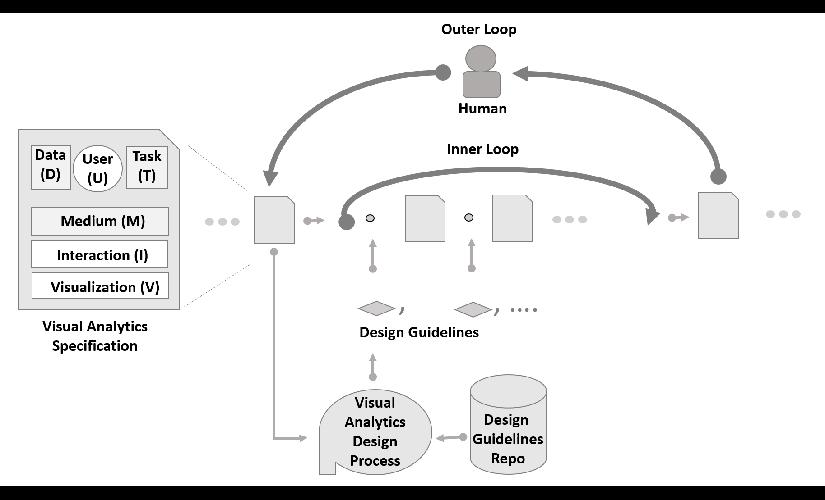 Outer Loop
Human
Inner Loop
Data
(D)
User
(U)
Task
(T)
Medium (M)
Interaction (I)
Visualization (V)
Visual Analytics
Specification
, , ....
Design Guidelines
Visual
Analytics
Design
Process
Design
Guidelines
Repo